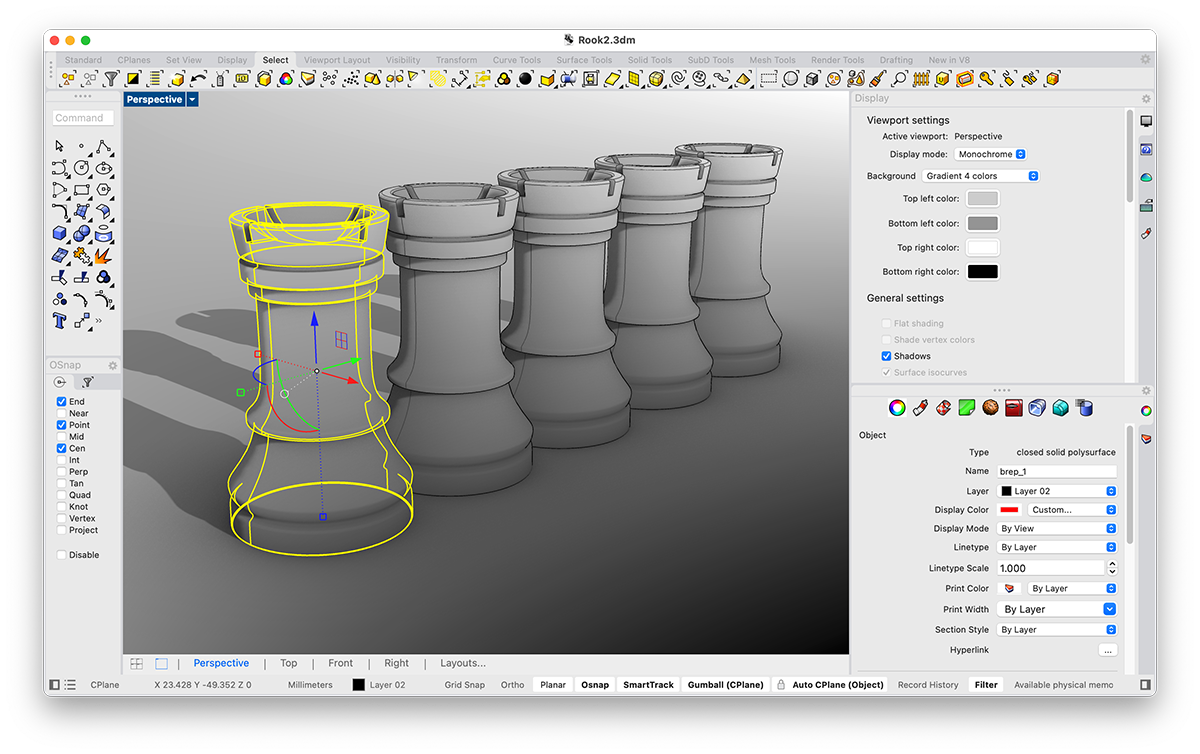 Rook2.3dm
Standard CPlanes Set View Display Select Viewport Layout Visibility Transform Curve Tools Surface Tools Solid Tools SubD Tools Mesh Tools Render Tools Drafting New in V8
Command
OSnap
End
Near
Point
Mid
Cen
Int
Perp
Tan
Quad
Knot
Vertex
Project
Disable
Perspective
Perspective | Top | Front | Right | Layouts...
Display
Viewport settings
Active viewport: Perspective
Display mode: Monochrome
Background Gradient 4 colors
Top left color:
Bottom left color:
Top right color:
Bottom right color:
General settings
Flat shading
Shade vertex colors
Shadows
Surface isocurves
Object
Type closed solid polysurface
Name brep_1
Layer Layer 02
Display Color Custom...
Display Mode By View
Linetype By Layer
Linetype Scale 1.000
Print Color By Layer
Print Width By Layer
Section Style By Layer
Hyperlink ...
CPlane X 23.428 Y -49.352 Z 0 Millimeters Layer 02 Grid Snap Ortho Planar Osnap SmartTrack Gumball (CPlane) Auto CPlane (Object) Record History Filter Available physical memo